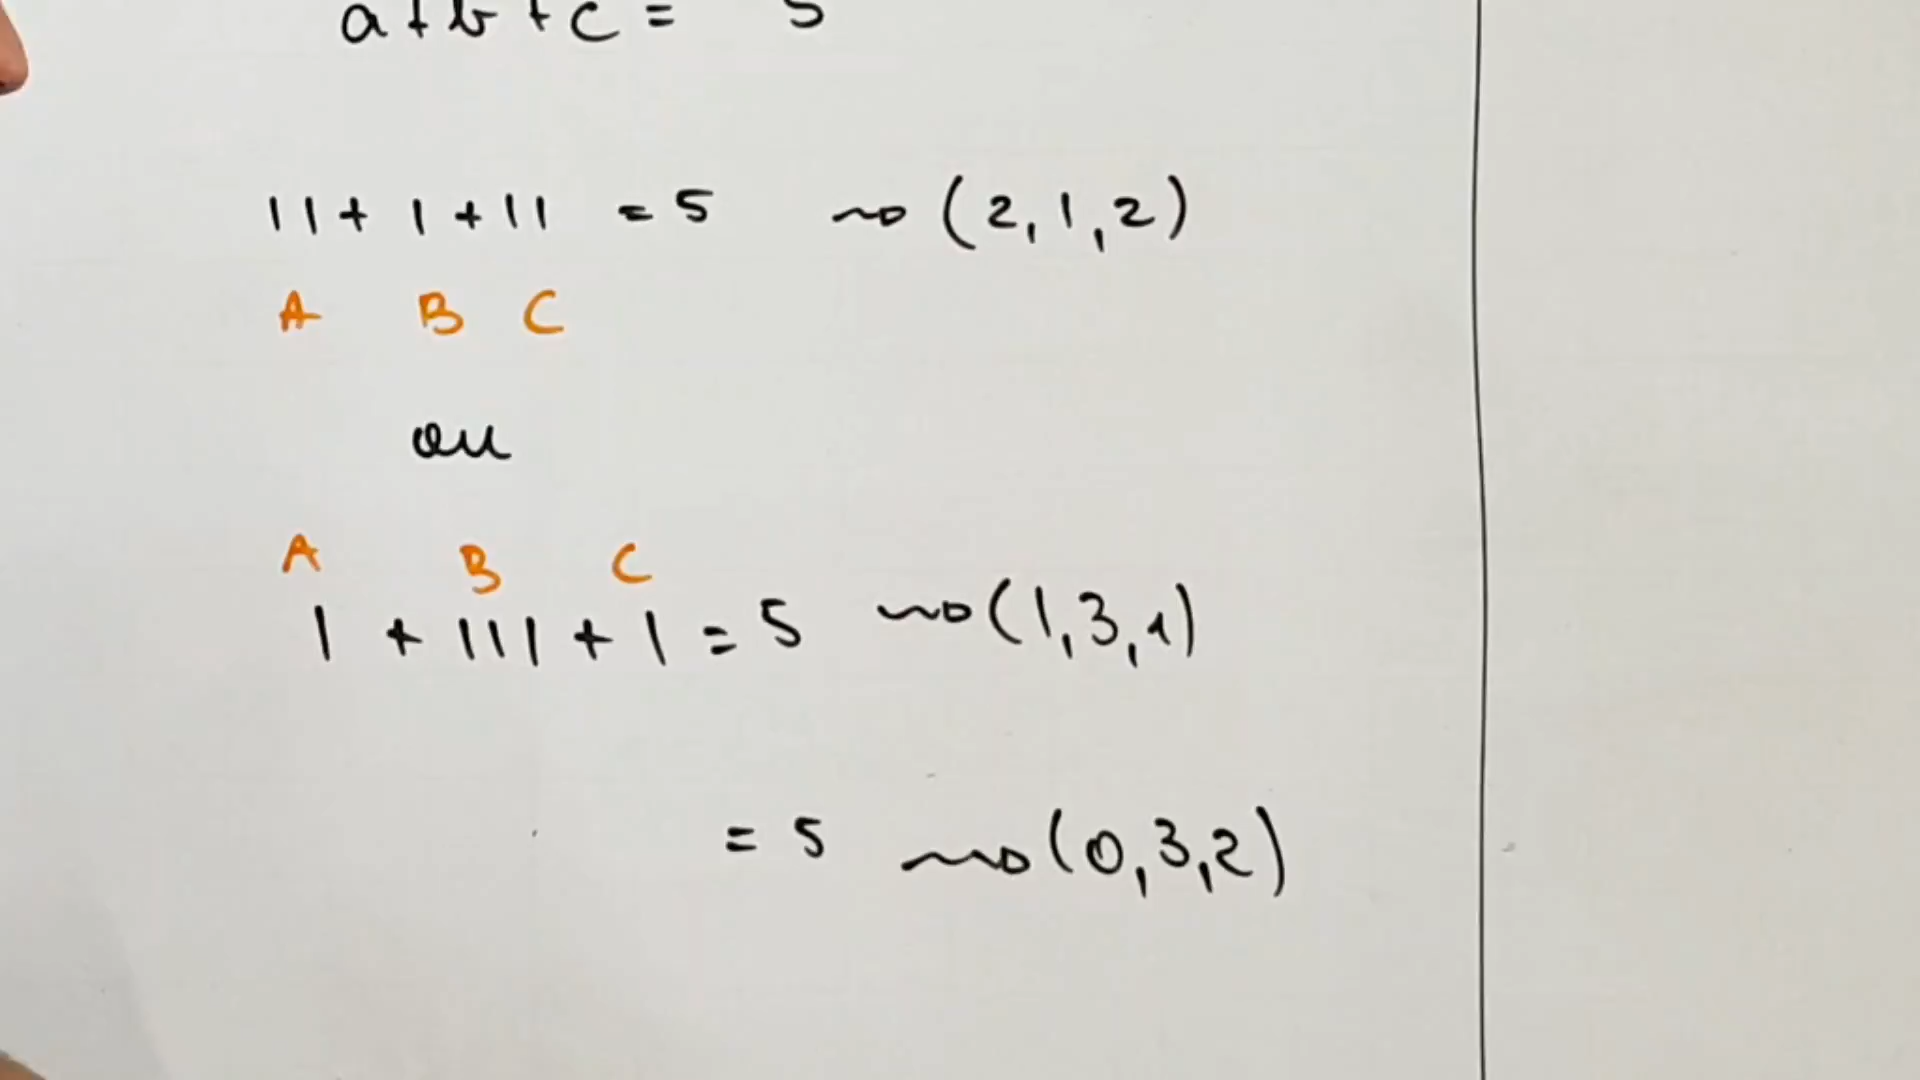 a + b + c = 5
11 + 1 + 11 = 5 ⇝ (2, 1, 2)
A B C
ou
A B C
1 + 111 + 1 = 5 ⇝ (1, 3, 1)
= 5 ⇝ (0, 3, 2)